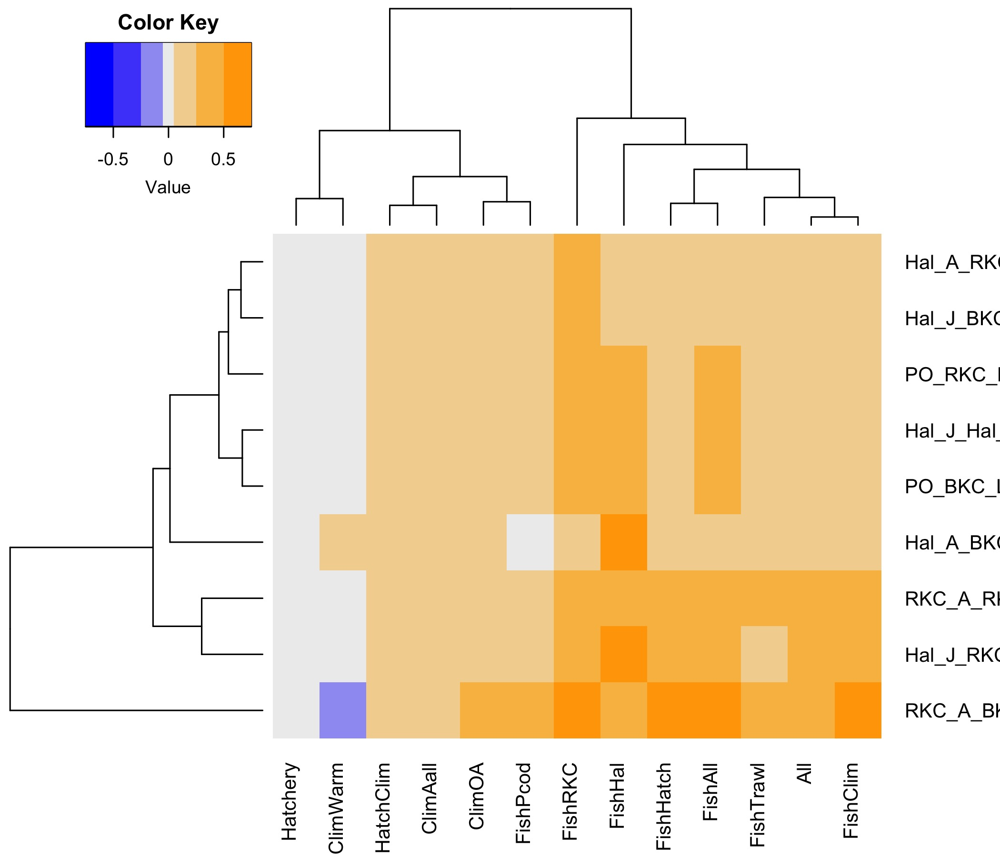 Color Key
-0.5 0 0.5
Value
Hal_A_RKC
Hal_J_BKC
PO_RKC_
Hal_J_Hal_
PO_BKC_
Hal_A_BKC
RKC_A_RK
Hal_J_RKC
RKC_A_BK
Hatchery
ClimWarm
HatchClim
ClimAall
ClimOA
FishPcod
FishRKC
FishHal
FishHatch
FishAll
FishTrawl
All
FishClim